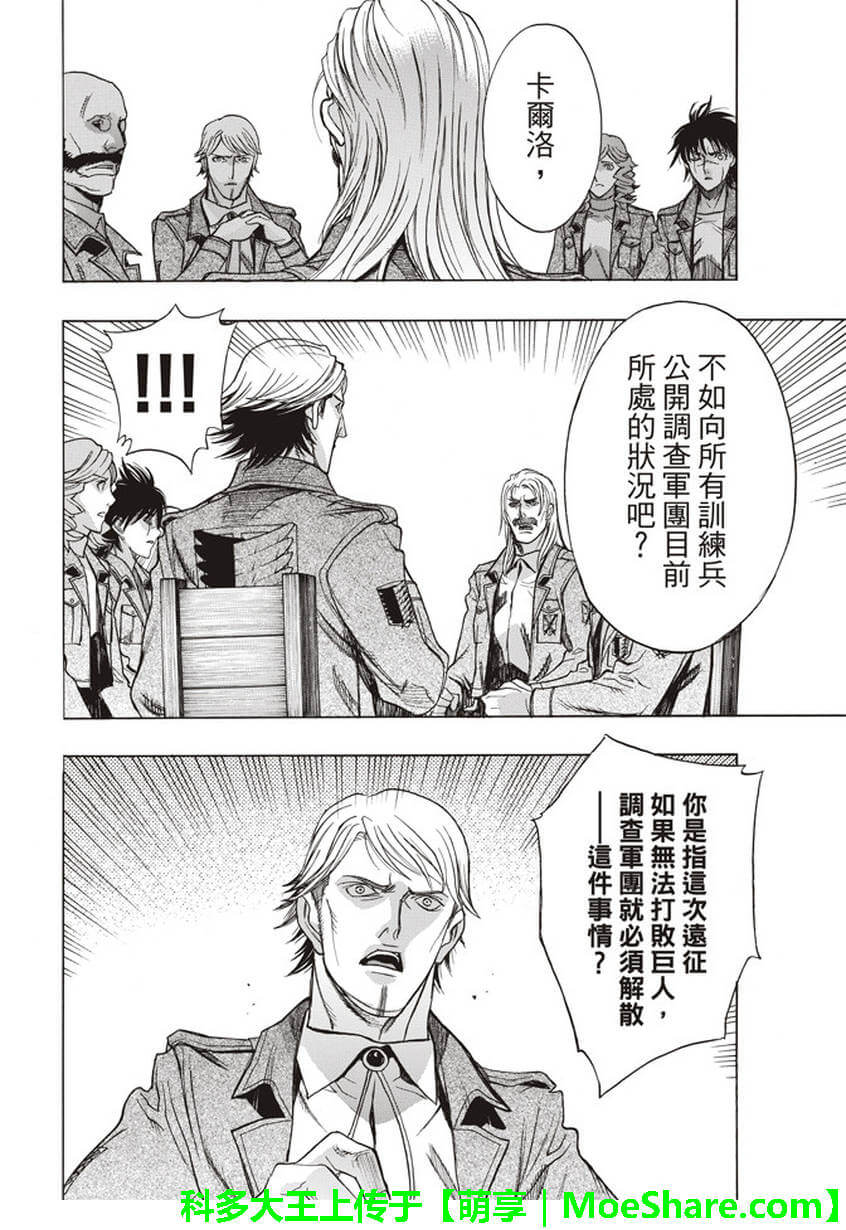 卡爾洛，
不如向所有訓練兵
公開調查軍團目前
所處的狀況吧？
!!!
你是指這次遠征
如果無法打敗巨人，
調查軍團就必須解散
——這件事情？
科多大王上传于【萌享｜MoeShare.com】